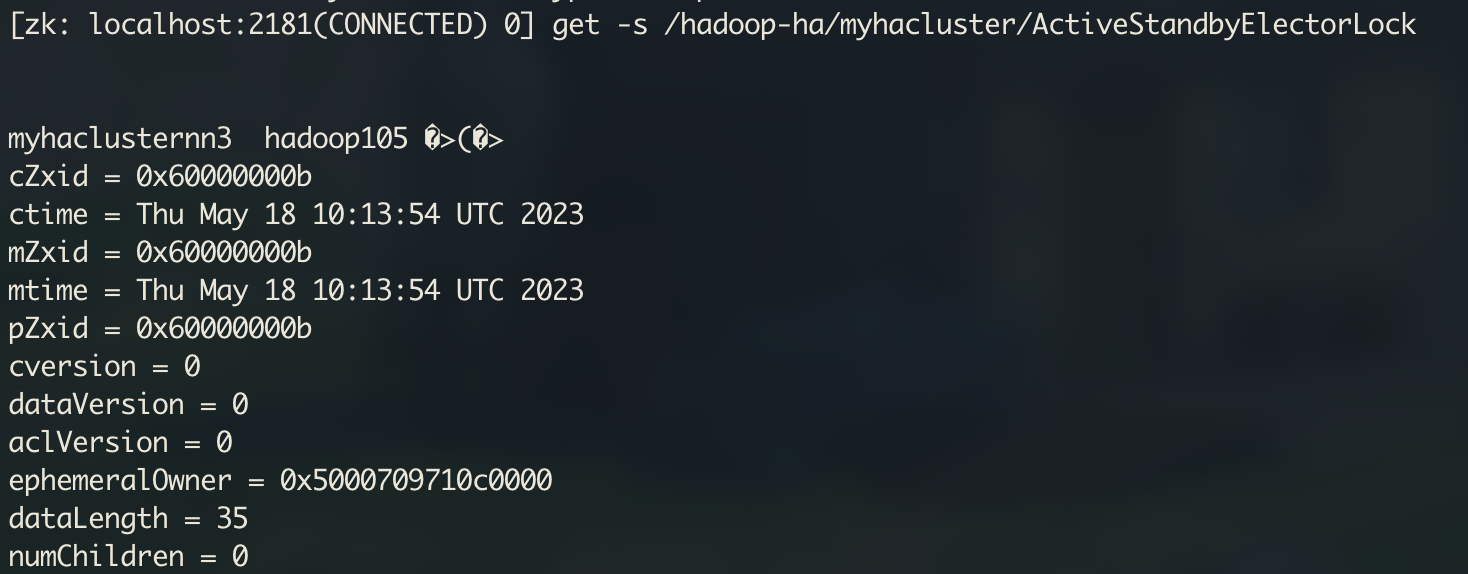 [zk: localhost:2181(CONNECTED) 0] get -s /hadoop-ha/myhacluster/ActiveStandbyElectorLock
myhaclusternn3  hadoop105 �>(�>
cZxid = 0x60000000b
ctime = Thu May 18 10:13:54 UTC 2023
mZxid = 0x60000000b
mtime = Thu May 18 10:13:54 UTC 2023
pZxid = 0x60000000b
cversion = 0
dataVersion = 0
aclVersion = 0
ephemeralOwner = 0x5000709710c0000
dataLength = 35
numChildren = 0